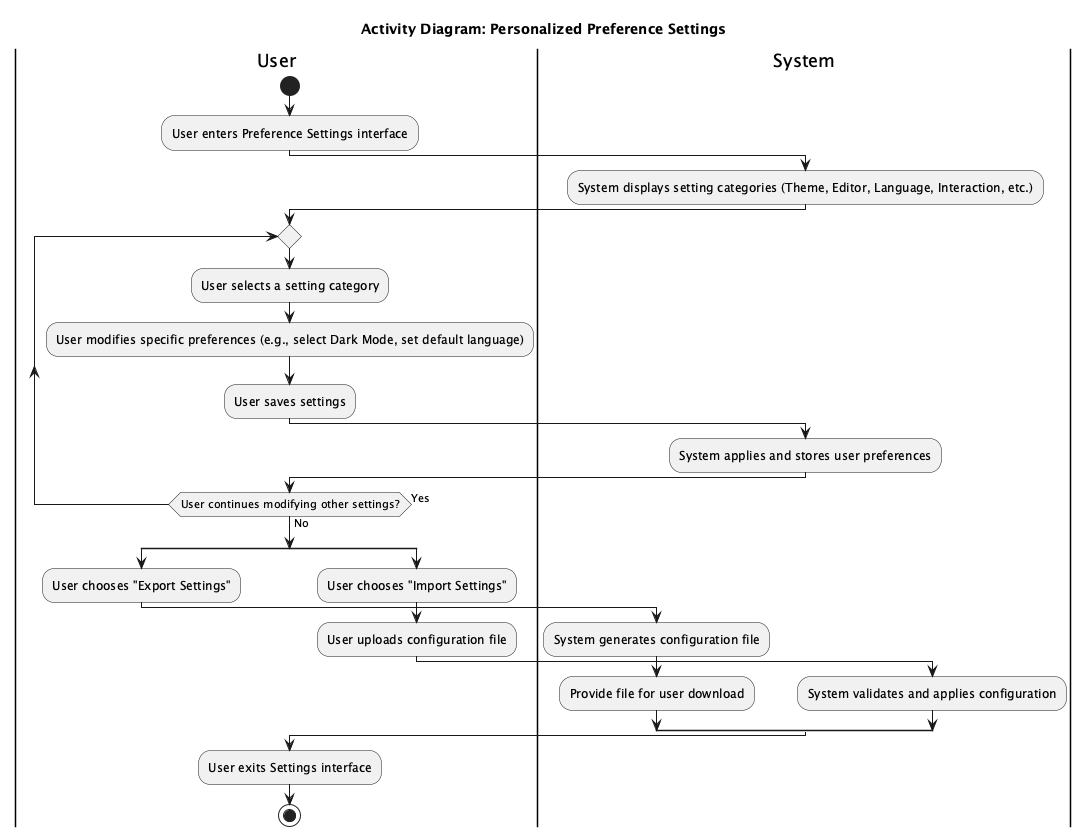 Activity Diagram: Personalized Preference Settings
User
System
User enters Preference Settings interface
System displays setting categories (Theme, Editor, Language, Interaction, etc.)
User selects a setting category
User modifies specific preferences (e.g., select Dark Mode, set default language)
User saves settings
System applies and stores user preferences
User continues modifying other settings?
Yes
No
User chooses "Export Settings"
User chooses "Import Settings"
User uploads configuration file
System generates configuration file
Provide file for user download
System validates and applies configuration
User exits Settings interface